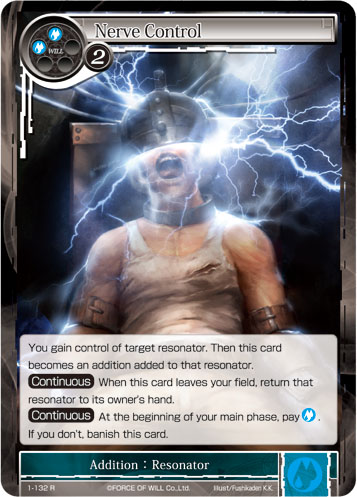 Nerve Control
WILL
2
You gain control of target resonator. Then this card
becomes an addition added to that resonator.
Continuous When this card leaves your field, return that
resonator to its owner's hand.
Continuous At the beginning of your main phase, pay .
If you don't, banish this card.
1-132 R ©FORCE OF WILL Co.,Ltd. Illust/Fushikaden K.K.
Addition : Resonator